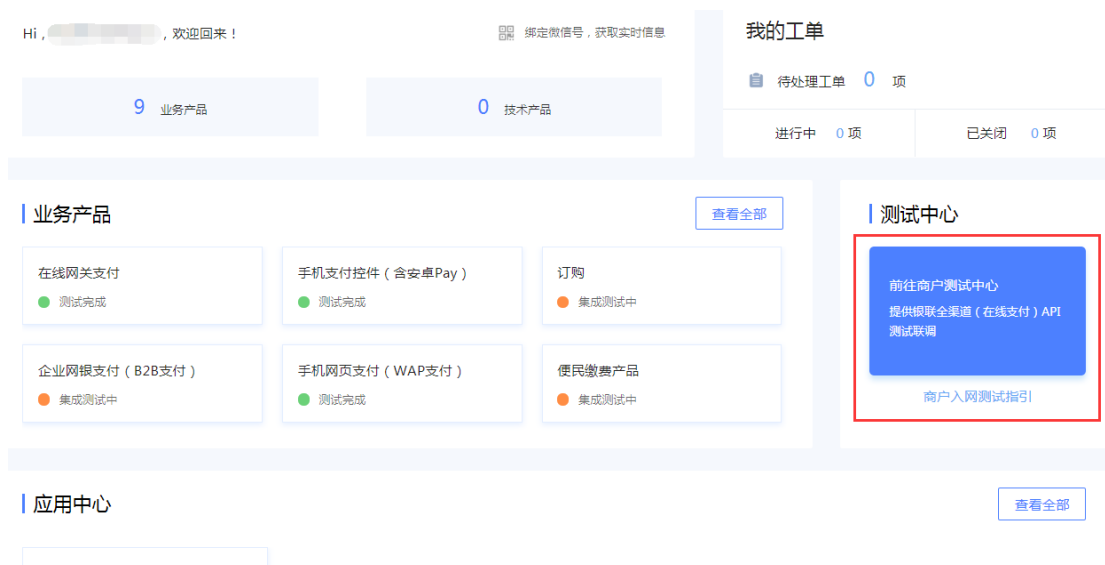 Hi，，欢迎回来！
绑定微信号，获取实时信息
9 业务产品
0 技术产品
我的工单
待处理工单 0 项
进行中 0 项
已关闭 0 项
业务产品
查看全部
在线网关支付
测试完成
手机支付控件（含安卓Pay）
测试完成
订购
集成测试中
企业网银支付（B2B支付）
集成测试中
手机网页支付（WAP支付）
测试完成
便民缴费产品
集成测试中
测试中心
前往商户测试中心
提供银联全渠道（在线支付）API
测试联调
商户入网测试指引
应用中心
查看全部